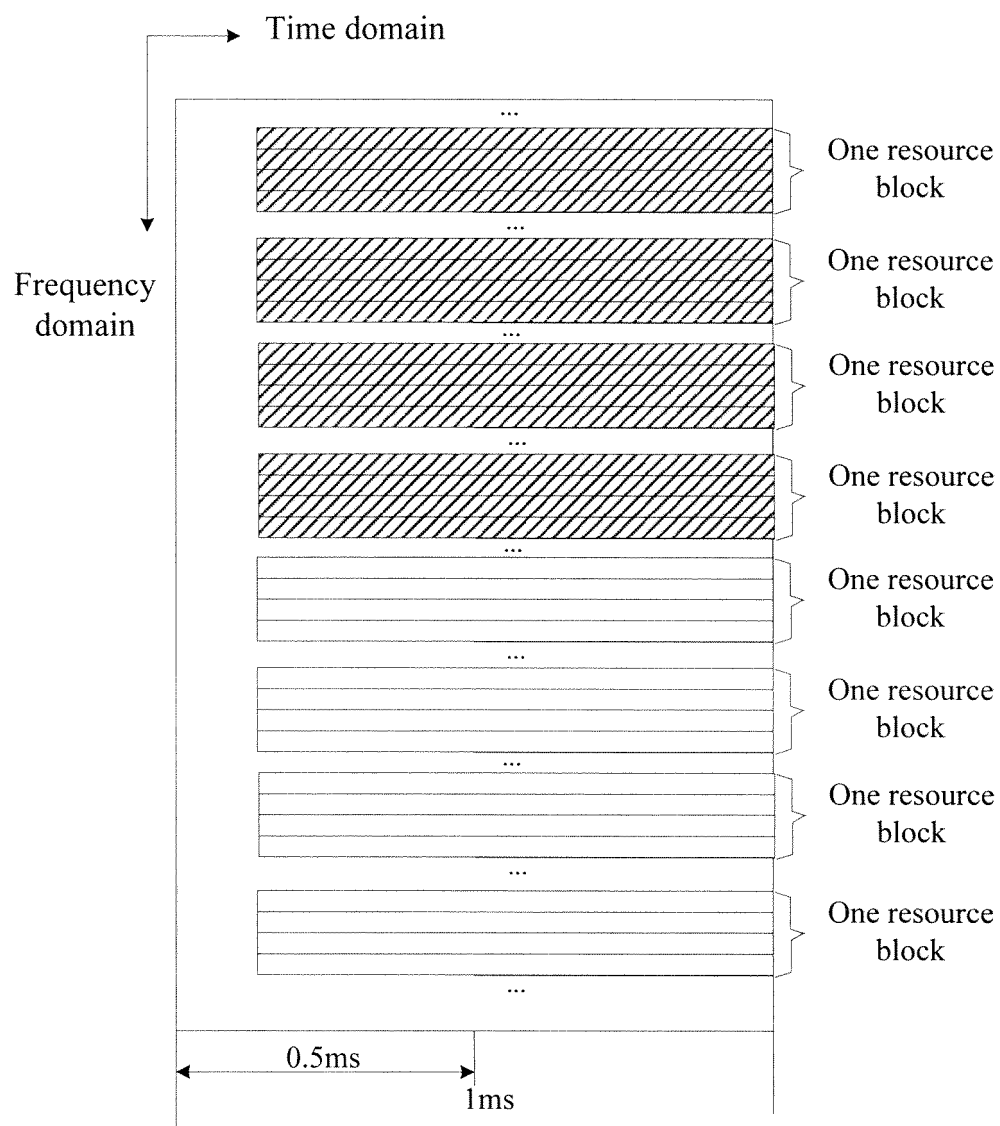 Time domain
...
One resource
block
...
One resource
block
Frequency
domain
...
One resource
block
...
One resource
block
...
One resource
block
...
One resource
block
...
One resource
block
...
One resource
block
...
0.5ms
1ms